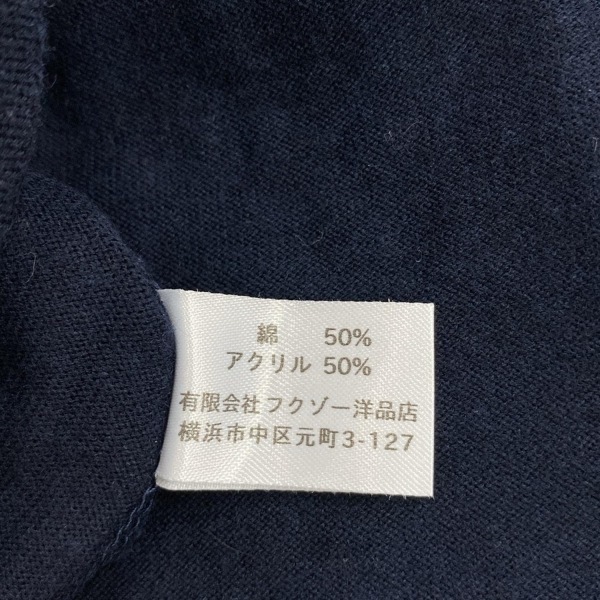 綿 50%
アクリル 50%
有限会社フクゾー洋品店
横浜市中区元町3-127